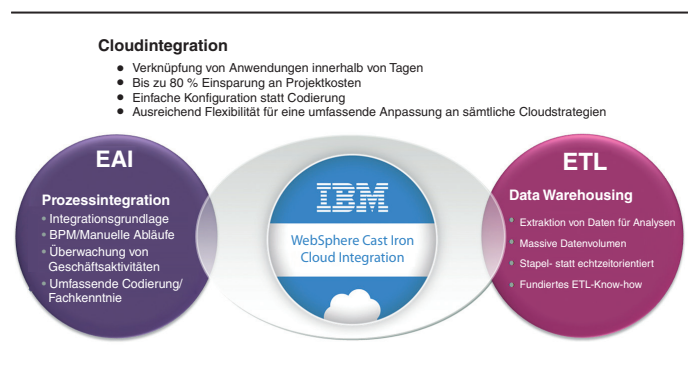 Cloudintegration
• Verknüpfung von Anwendungen innerhalb von Tagen
• Bis zu 80 % Einsparung an Projektkosten
• Einfache Konfiguration statt Codierung
• Ausreichend Flexibilität für eine umfassende Anpassung an sämtliche Cloudstrategien
EAI
Prozessintegration
• Integrationsgrundlage
• BPM/Manuelle Abläufe
• Überwachung von
Geschäftsaktivitäten
• Umfassende Codierung/
Fachkenntnie
IBM
WebSphere Cast Iron
Cloud Integration
ETL
Data Warehousing
• Extraktion von Daten für Analysen
• Massive Datenvolumen
• Stapel- statt echtzeitorientiert
• Fundiertes ETL-Know-how